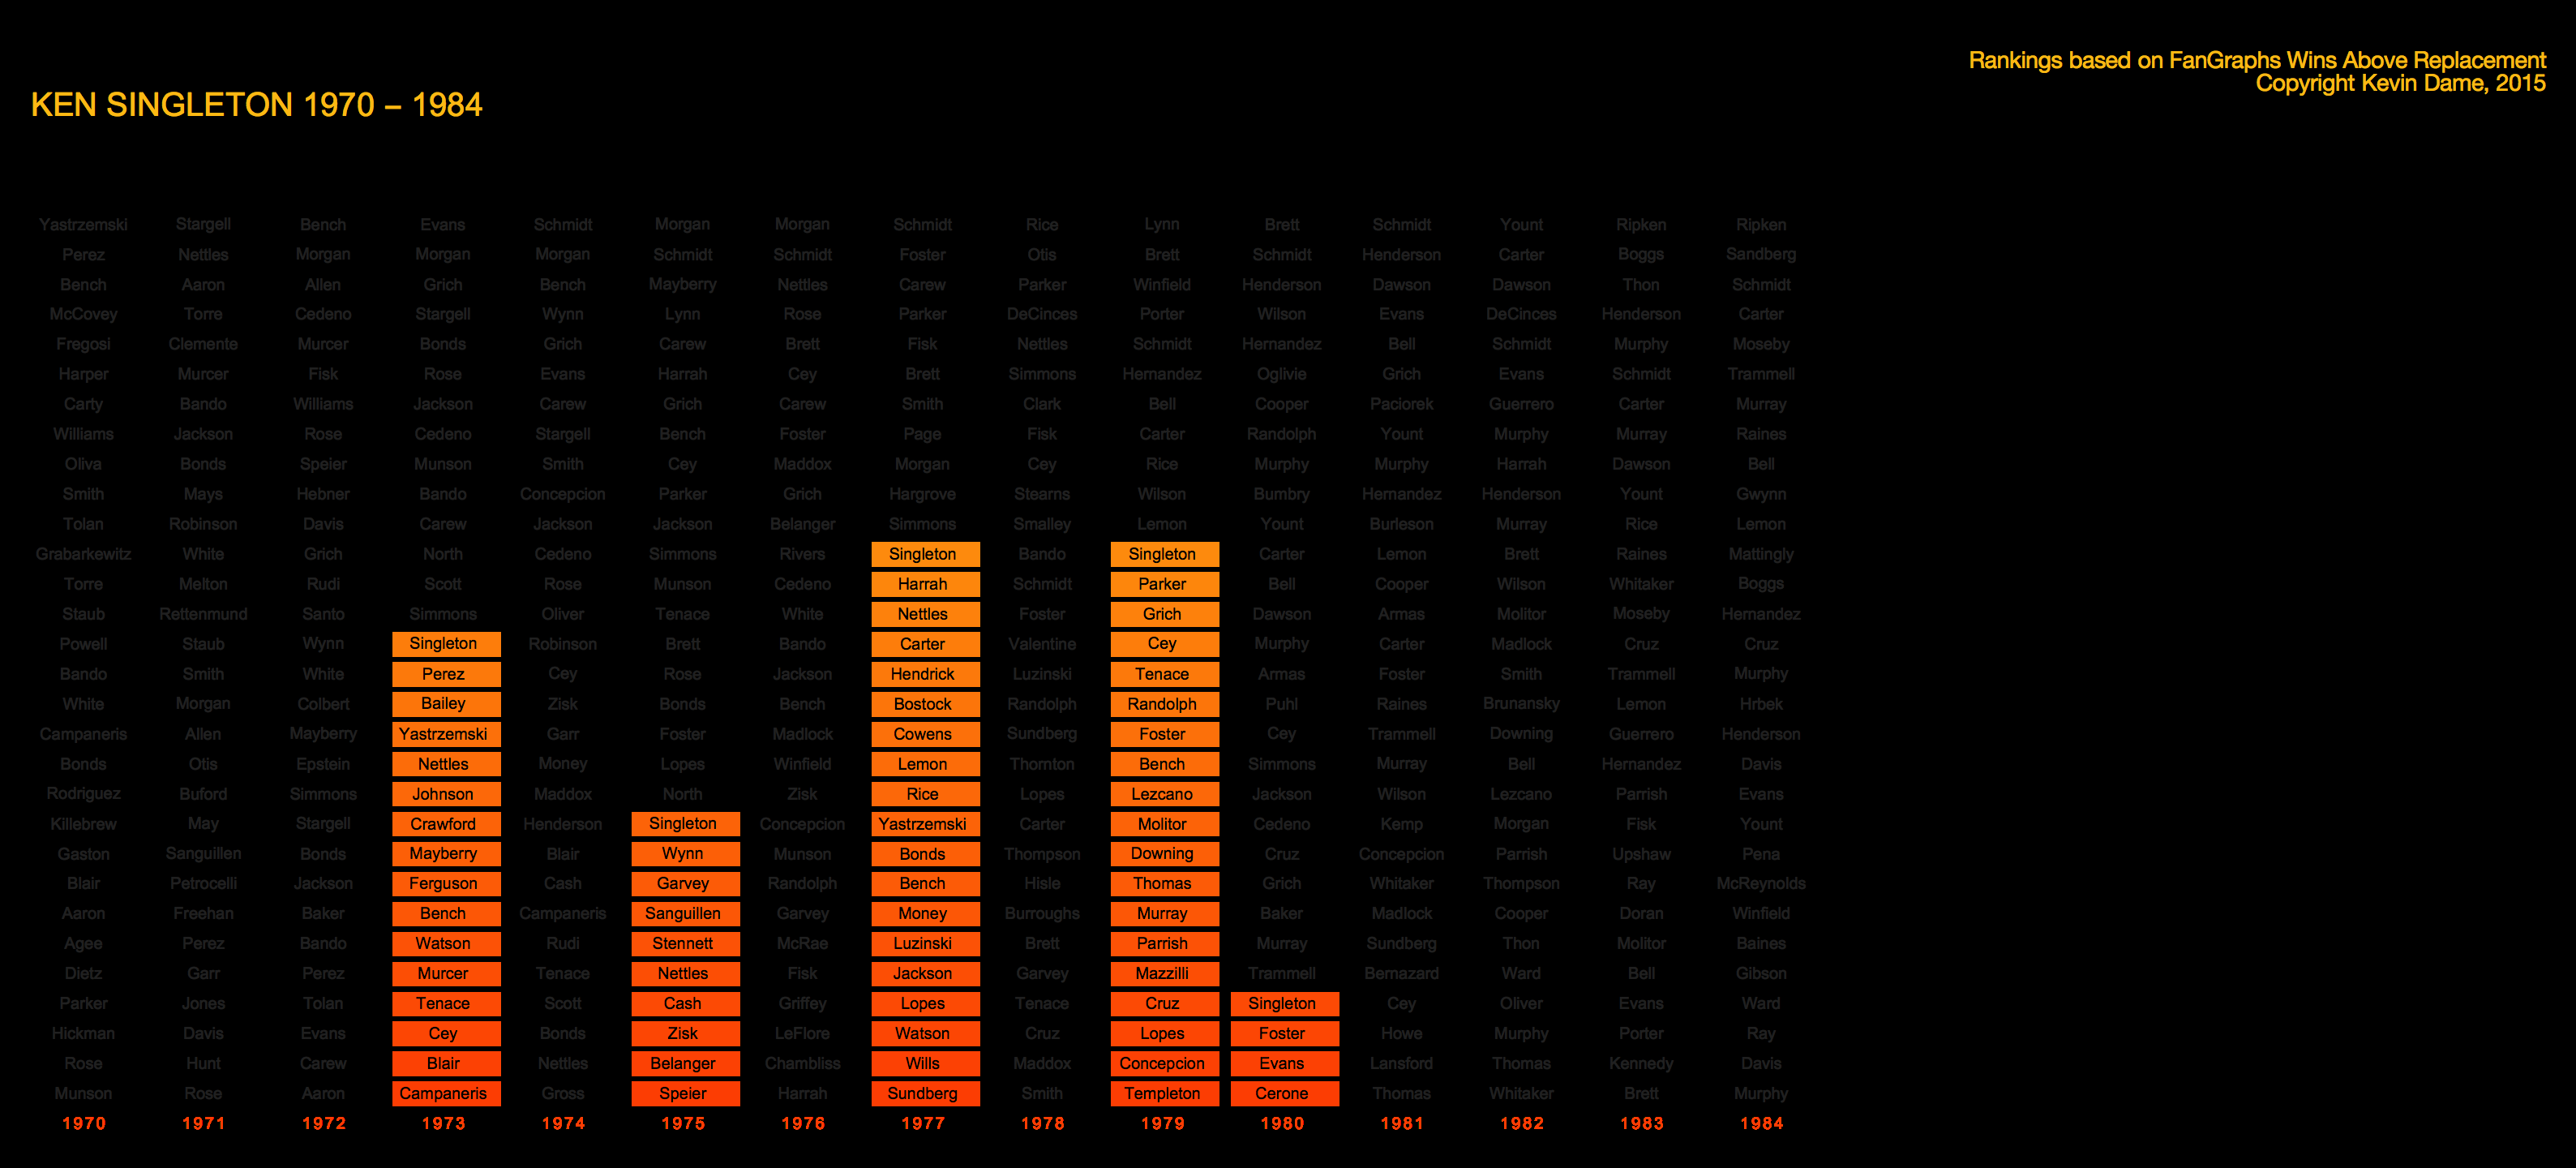 Rankings based on FanGraphs Wins Above Replacement
Copyright Kevin Dame, 2015
KEN SINGLETON 1970 – 1984
Yastrzemski Stargell Bench Evans Schmidt Morgan Morgan Schmidt Rice Lynn Brett Schmidt Yount Ripken Ripken
Perez Nettles Morgan Morgan Morgan Schmidt Schmidt Foster Otis Brett Schmidt Henderson Carter Boggs Sandberg
Bench Aaron Allen Grich Bench Mayberry Nettles Carew Parker Winfield Henderson Dawson Dawson Thon Schmidt
McCovey Torre Cedeno Stargell Wynn Lynn Rose Parker DeCinces Porter Wilson Evans DeCinces Henderson Carter
Fregosi Clemente Murcer Bonds Grich Carew Brett Fisk Nettles Schmidt Hernandez Bell Schmidt Murphy Moseby
Harper Murcer Fisk Rose Evans Harrah Cey Brett Simmons Hernandez Oglivie Grich Evans Schmidt Trammell
Carty Bando Williams Jackson Carew Grich Carew Smith Clark Bell Cooper Paciorek Guerrero Carter Murray
Williams Jackson Rose Cedeno Stargell Bench Foster Page Fisk Carter Randolph Yount Murphy Murray Raines
Oliva Bonds Speier Munson Smith Cey Maddox Morgan Cey Rice Murphy Murphy Harrah Dawson Bell
Smith Mays Hebner Bando Concepcion Parker Grich Hargrove Stearns Wilson Bumbry Hernandez Henderson Yount Gwynn
Tolan Robinson Davis Carew Jackson Jackson Belanger Simmons Smalley Lemon Yount Burleson Murray Rice Lemon
Grabarkewitz White Grich North Cedeno Simmons Rivers Singleton Bando Singleton Carter Lemon Brett Raines Mattingly
Torre Melton Rudi Scott Rose Munson Cedeno Harrah Schmidt Parker Bell Cooper Wilson Whitaker Boggs
Staub Rettenmund Santo Simmons Oliver Tenace White Nettles Foster Grich Dawson Armas Molitor Moseby Hernandez
Powell Staub Wynn Singleton Robinson Brett Bando Carter Valentine Cey Murphy Carter Madlock Cruz Cruz
Bando Smith White Perez Cey Rose Jackson Hendrick Luzinski Tenace Armas Foster Smith Trammell Murphy
White Morgan Colbert Bailey Zisk Bonds Bench Bostock Randolph Randolph Puhl Raines Brunansky Lemon Hrbek
Campaneris Allen Mayberry Yastrzemski Garr Foster Madlock Cowens Sundberg Foster Cey Trammell Downing Guerrero Henderson
Bonds Otis Epstein Nettles Money Lopes Winfield Lemon Thornton Bench Simmons Murray Bell Hernandez Davis
Rodriguez Buford Simmons Johnson Maddox North Zisk Rice Lopes Lezcano Jackson Wilson Lezcano Parrish Evans
Killebrew May Stargell Crawford Henderson Singleton Concepcion Yastrzemski Carter Molitor Cedeno Kemp Morgan Fisk Yount
Gaston Sanguillen Bonds Mayberry Blair Wynn Munson Bonds Thompson Downing Cruz Concepcion Parrish Upshaw Pena
Blair Petrocelli Jackson Ferguson Cash Garvey Randolph Bench Hisle Thomas Grich Whitaker Thompson Ray McReynolds
Aaron Freehan Baker Bench Campaneris Sanguillen Garvey Money Burroughs Murray Baker Madlock Cooper Doran Winfield
Agee Perez Bando Watson Rudi Stennett McRae Luzinski Brett Parrish Murray Sundberg Thon Molitor Baines
Dietz Garr Perez Murcer Tenace Nettles Fisk Jackson Garvey Mazzilli Trammell Bernazard Ward Bell Gibson
Parker Jones Tolan Tenace Scott Cash Griffey Lopes Tenace Cruz Singleton Cey Oliver Evans Ward
Hickman Davis Evans Cey Bonds Zisk LeFlore Watson Cruz Lopes Foster Howe Murphy Porter Ray
Rose Hunt Carew Blair Nettles Belanger Chambliss Wills Maddox Concepcion Evans Lansford Thomas Kennedy Davis
Munson Rose Aaron Campaneris Gross Speier Harrah Sundberg Smith Templeton Cerone Thomas Whitaker Brett Murphy
1970 1971 1972 1973 1974 1975 1976 1977 1978 1979 1980 1981 1982 1983 1984